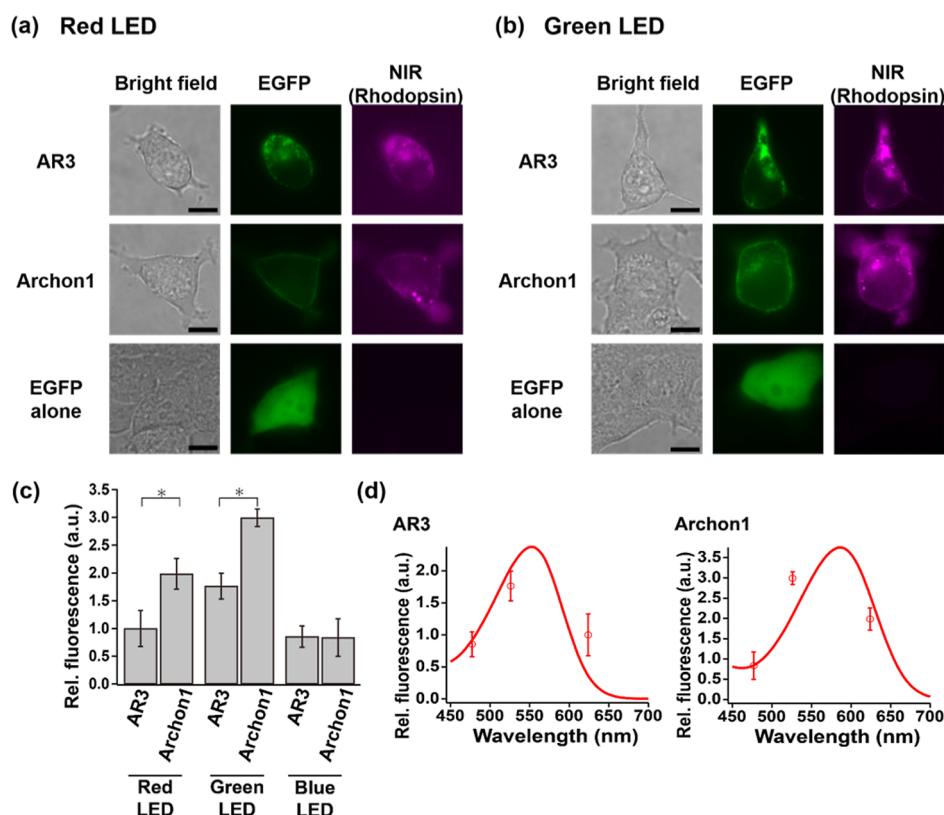 (a) Red LED
Bright field EGFP NIR
(Rhodopsin)
AR3
Archon1
EGFP
alone
(b) Green LED
Bright field EGFP NIR
(Rhodopsin)
AR3
Archon1
EGFP
alone
(c)
Rel. fluorescence (a.u.)
3.5
3.0
2.5
2.0
1.5
1.0
0.5
0.0
* *
AR3 Archon1 AR3 Archon1 AR3 Archon1
Red Green Blue
LED LED LED
(d)
AR3
Rel. fluorescence (a.u.)
2.0
1.5
1.0
0.5
0.0
450 500 550 600 650 700
Wavelength (nm)
Archon1
Rel. fluorescence (a.u.)
3.5
3.0
2.5
2.0
1.5
1.0
0.5
0.0
450 500 550 600 650 700
Wavelength (nm)